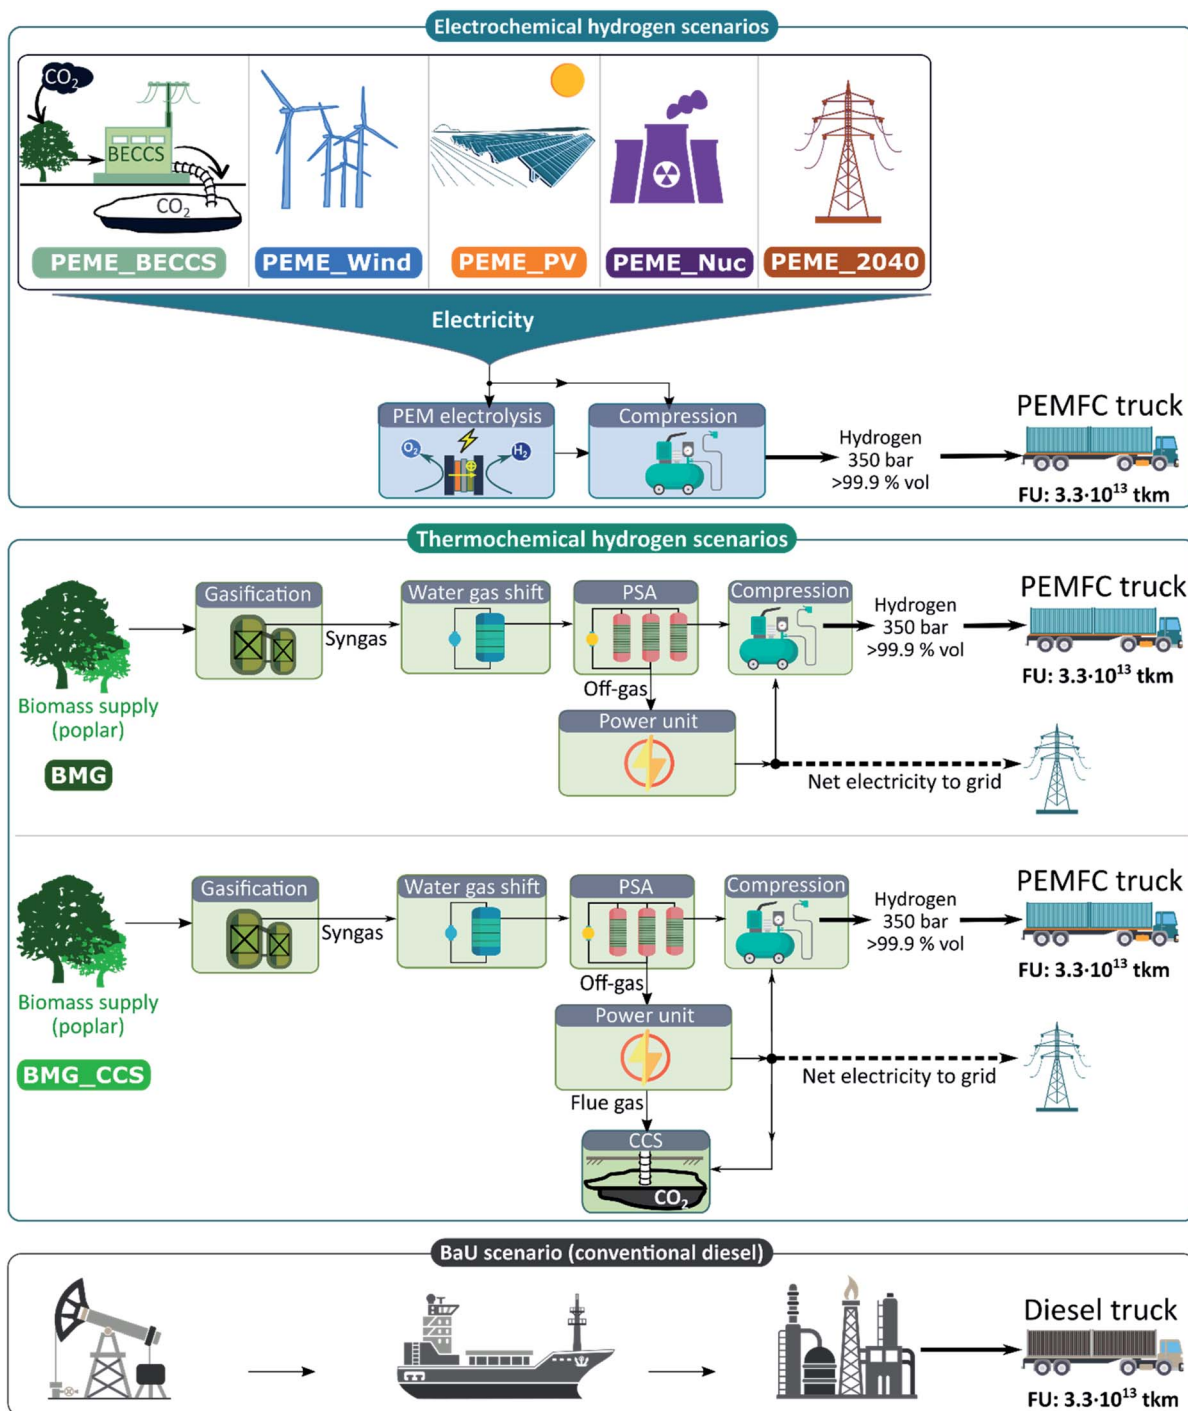 Electrochemical hydrogen scenarios
CO₂
BECCS
CO₂
PEME_BECCS
PEME_Wind
PEME_PV
PEME_Nuc
PEME_2040
Electricity
PEM electrolysis
O₂
H₂
Compression
Hydrogen
350 bar
>99.9 % vol
PEMFC truck
FU: 3.3·10¹³ tkm
Thermochemical hydrogen scenarios
Biomass supply
(poplar)
BMG
Gasification
Syngas
Water gas shift
PSA
Off-gas
Power unit
Compression
Hydrogen
350 bar
>99.9 % vol
PEMFC truck
FU: 3.3·10¹³ tkm
Net electricity to grid
Biomass supply
(poplar)
BMG_CCS
Gasification
Syngas
Water gas shift
PSA
Off-gas
Power unit
Flue gas
CCS
CO₂
Compression
Hydrogen
350 bar
>99.9 % vol
PEMFC truck
FU: 3.3·10¹³ tkm
Net electricity to grid
BaU scenario (conventional diesel)
Diesel truck
FU: 3.3·10¹³ tkm